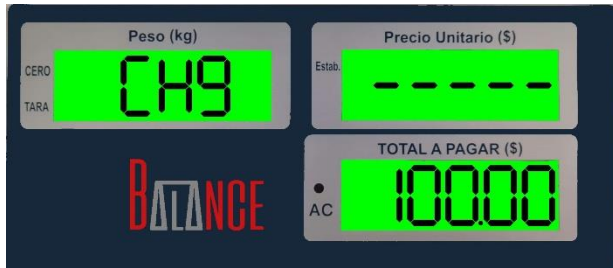 Peso (kg)
CERO
TARA
CH9
Precio Unitario ($)
Estab.
-----
BALANCE
TOTAL A PAGAR ($)
AC
100.00